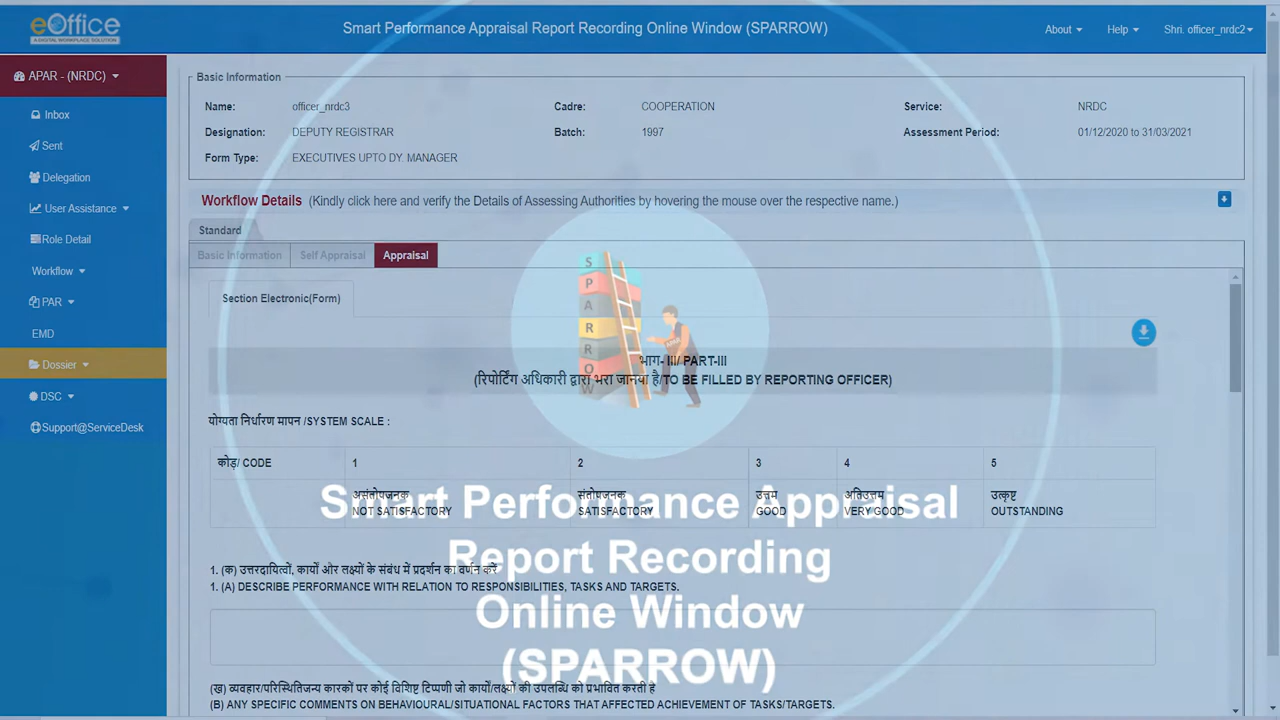 eOffice
A DIGITAL WORKPLACE SOLUTION
Smart Performance Appraisal Report Recording Online Window (SPARROW)
About
Help
Shri. officer_nrdc2
APAR - (NRDC)
Inbox
Sent
Delegation
User Assistance
Role Detail
Workflow
PAR
EMD
Dossier
DSC
Support@ServiceDesk
Basic Information
Name: officer_nrdc3 Cadre: COOPERATION Service: NRDC
Designation: DEPUTY REGISTRAR Batch: 1997 Assessment Period: 01/12/2020 to 31/03/2021
Form Type: EXECUTIVES UPTO DY. MANAGER
Workflow Details (Kindly click here and verify the Details of Assessing Authorities by hovering the mouse over the respective name.)
Standard
Basic Information Self Appraisal Appraisal
Section Electronic(Form)
SPARROW
भाग- III/ PART-III
(रिपोर्टिंग अधिकारी द्वारा भरा जानया है/TO BE FILLED BY REPORTING OFFICER)
योग्यता निर्धारण मापन /SYSTEM SCALE :
कोड़/ CODE 1 2 3 4 5
असंतोषजनक संतोषजनक उत्तम अतिउत्तम उत्कृष्ट
NOT SATISFACTORY SATISFACTORY GOOD VERY GOOD OUTSTANDING
Smart Performance Appraisal
Report Recording
Online Window
(SPARROW)
1. (क) उत्तरदायित्वों, कार्यों और लक्ष्यों के संबंध में प्रदर्शन का वर्णन करें
1. (A) DESCRIBE PERFORMANCE WITH RELATION TO RESPONSIBILITIES, TASKS AND TARGETS.
(ख) व्यवहार/परिस्थितिजन्य कारकों पर कोई विशिष्ट टिप्पणी जो कार्यों/लक्ष्यों की उपलब्धि को प्रभावित करती है
(B) ANY SPECIFIC COMMENTS ON BEHAVIOURAL/SITUATIONAL FACTORS THAT AFFECTED ACHIEVEMENT OF TASKS/TARGETS.